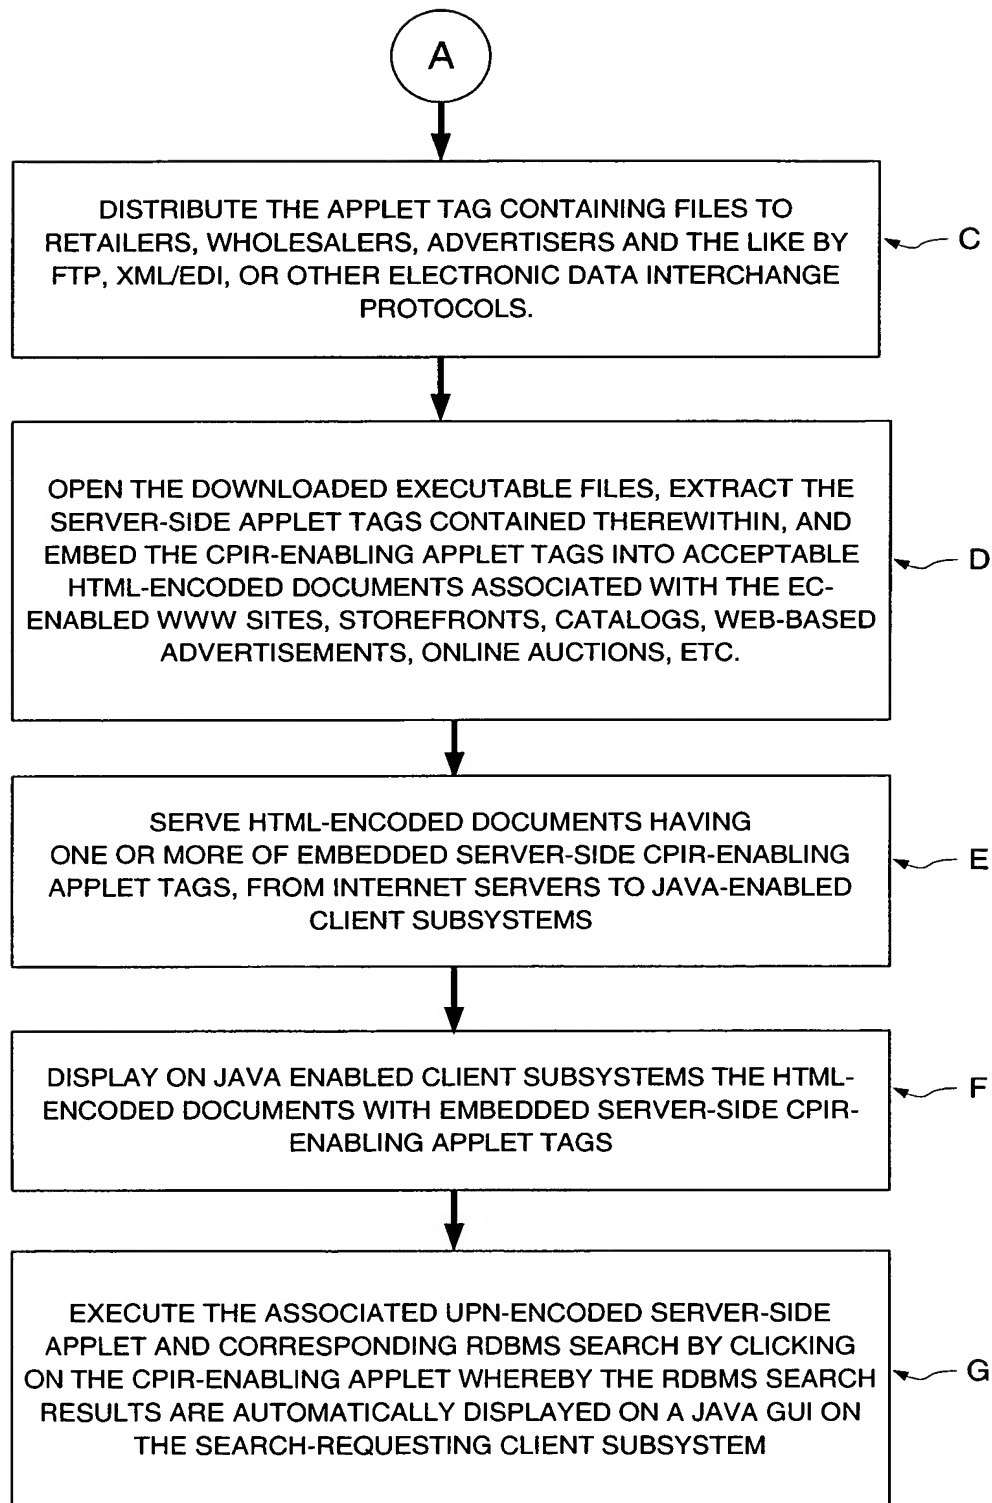 A
DISTRIBUTE THE APPLET TAG CONTAINING FILES TO
RETAILERS, WHOLESALERS, ADVERTISERS AND THE LIKE BY
FTP, XML/EDI, OR OTHER ELECTRONIC DATA INTERCHANGE
PROTOCOLS.
C
OPEN THE DOWNLOADED EXECUTABLE FILES, EXTRACT THE
SERVER-SIDE APPLET TAGS CONTAINED THEREWITHIN, AND
EMBED THE CPIR-ENABLING APPLET TAGS INTO ACCEPTABLE
HTML-ENCODED DOCUMENTS ASSOCIATED WITH THE EC-
ENABLED WWW SITES, STOREFRONTS, CATALOGS, WEB-BASED
ADVERTISEMENTS, ONLINE AUCTIONS, ETC.
D
SERVE HTML-ENCODED DOCUMENTS HAVING
ONE OR MORE OF EMBEDDED SERVER-SIDE CPIR-ENABLING
APPLET TAGS, FROM INTERNET SERVERS TO JAVA-ENABLED
CLIENT SUBSYSTEMS
E
DISPLAY ON JAVA ENABLED CLIENT SUBSYSTEMS THE HTML-
ENCODED DOCUMENTS WITH EMBEDDED SERVER-SIDE CPIR-
ENABLING APPLET TAGS
F
EXECUTE THE ASSOCIATED UPN-ENCODED SERVER-SIDE
APPLET AND CORRESPONDING RDBMS SEARCH BY CLICKING
ON THE CPIR-ENABLING APPLET WHEREBY THE RDBMS SEARCH
RESULTS ARE AUTOMATICALLY DISPLAYED ON A JAVA GUI ON
THE SEARCH-REQUESTING CLIENT SUBSYSTEM
G